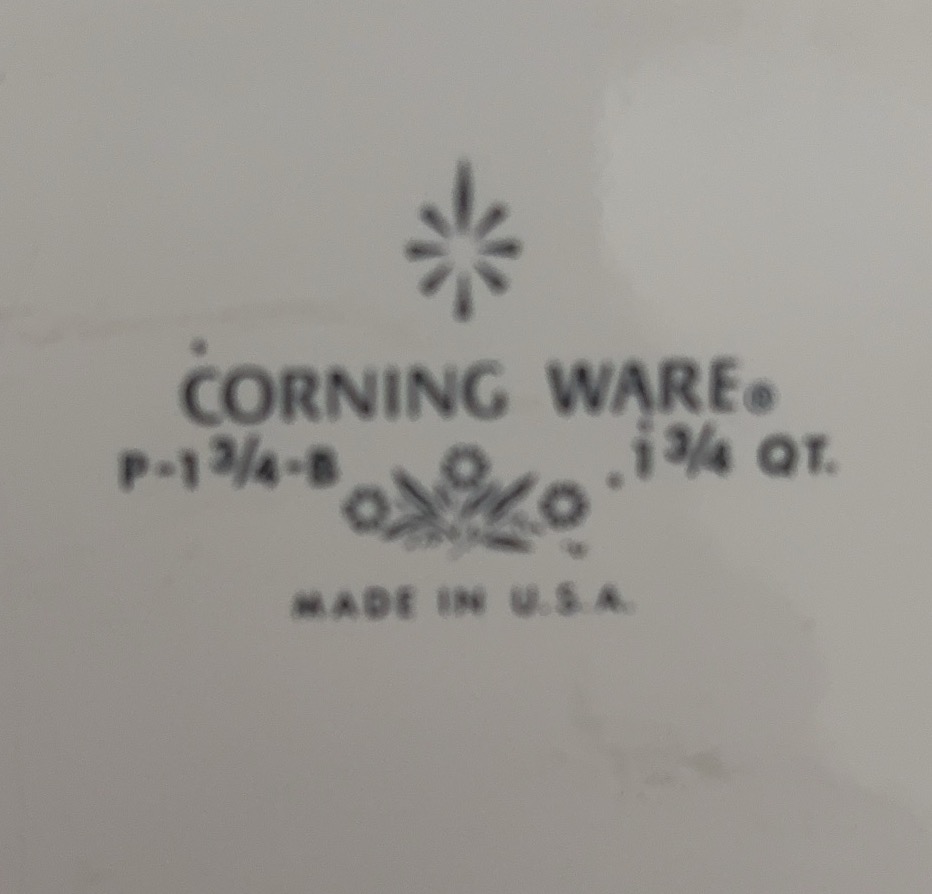 CORNING WARE®
P-1 3/4-B 1 3/4 QT.
MADE IN U.S.A.